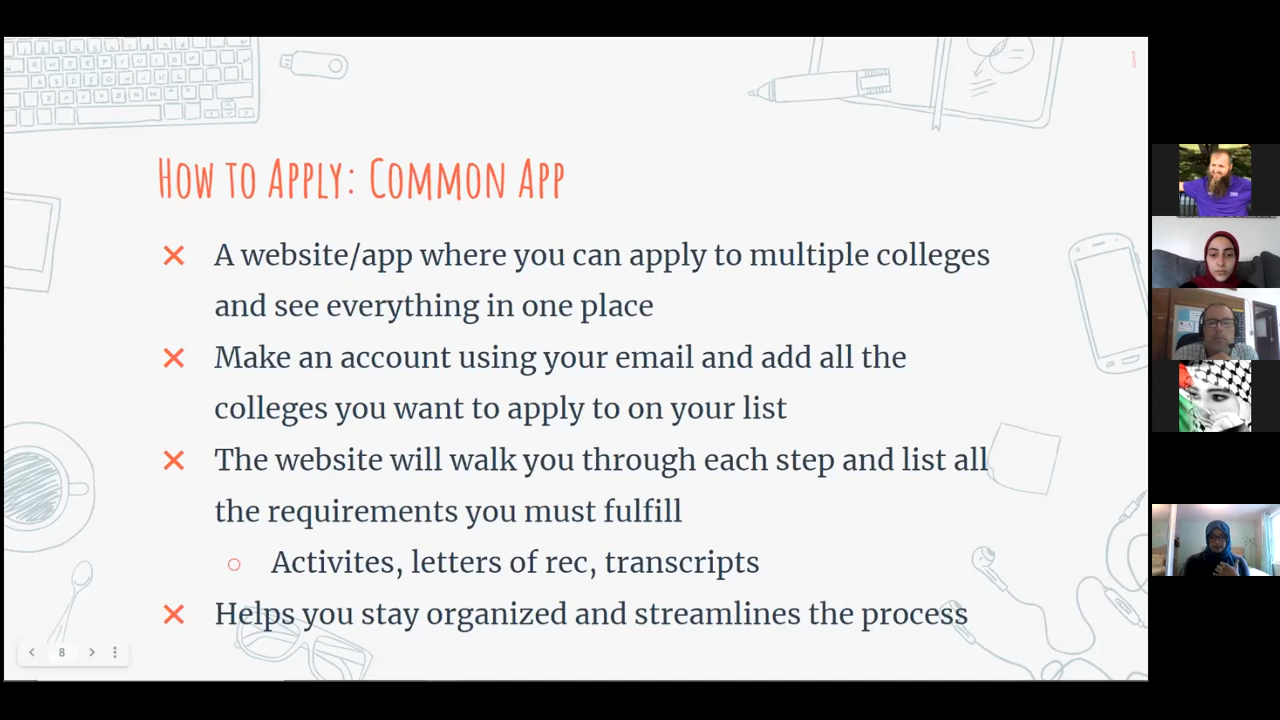 How to Apply: Common App
A website/app where you can apply to multiple colleges
and see everything in one place
Make an account using your email and add all the
colleges you want to apply to on your list
The website will walk you through each step and list all
the requirements you must fulfill
Activites, letters of rec, transcripts
Helps you stay organized and streamlines the process
8